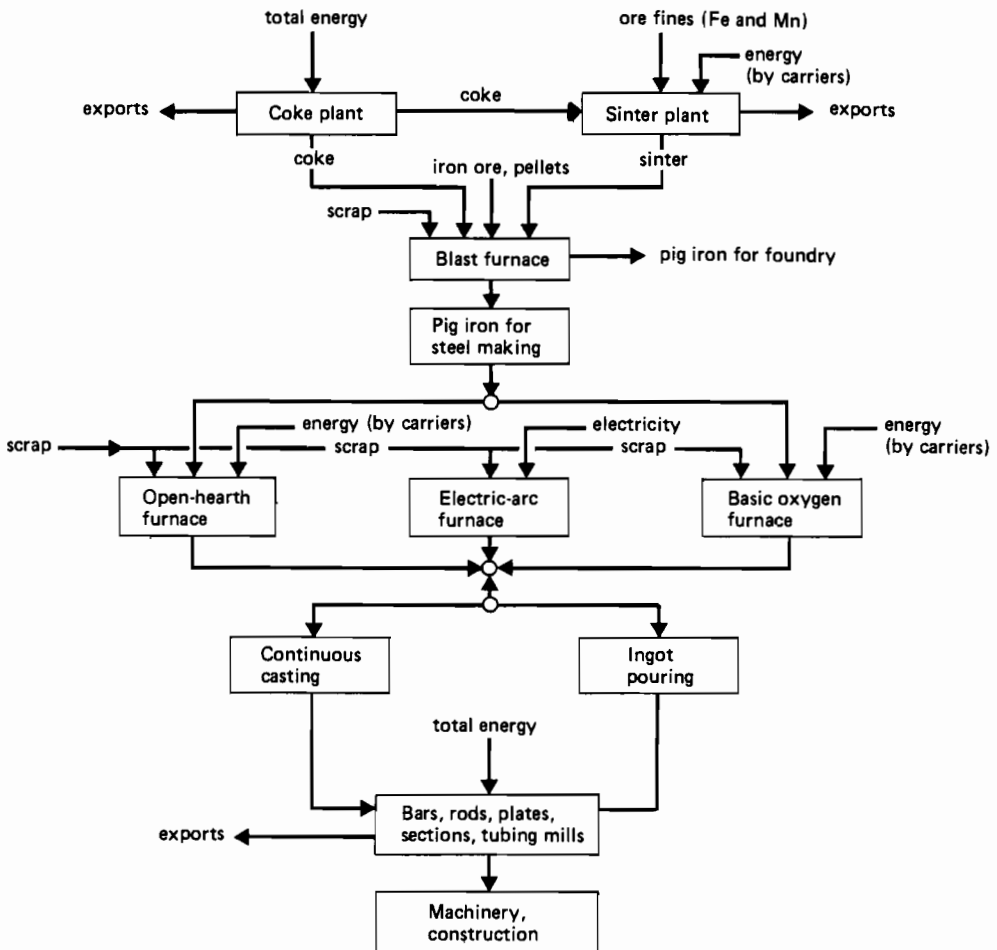 total energy
ore fines (Fe and Mn)
energy
(by carriers)
exports
Coke plant
coke
Sinter plant
exports
coke
sinter
iron ore, pellets
scrap
Blast furnace
pig iron for foundry
Pig iron for
steel making
scrap
energy (by carriers)
scrap
electricity
scrap
energy
(by carriers)
Open-hearth
furnace
Electric-arc
furnace
Basic oxygen
furnace
Continuous
casting
Ingot
pouring
total energy
Bars, rods, plates,
sections, tubing mills
exports
Machinery,
construction